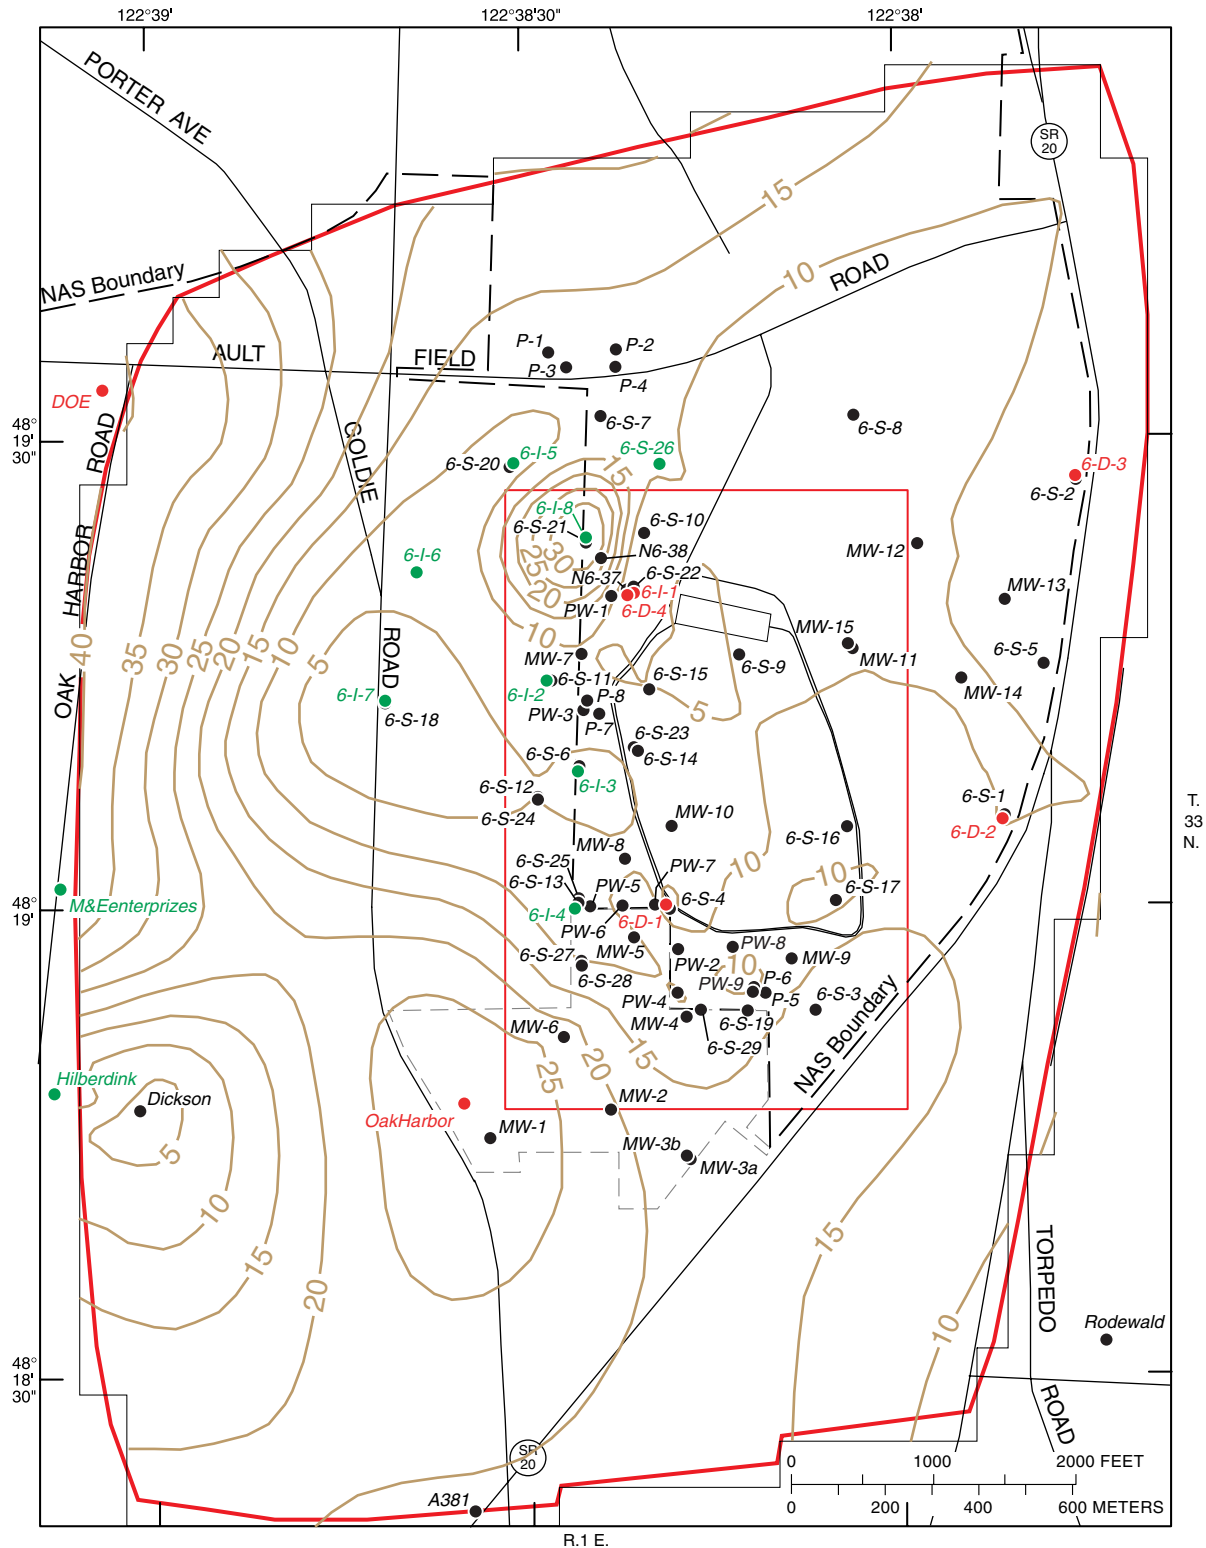 122°39'
122°38'30"
122°38'
PORTER AVE
SR
20
15
NAS Boundary
10
ROAD
AULT
FIELD
P-1
P-2
P-3
P-4
DOE
48°
19'
30"
ROAD
GOLDIE
6-S-7
6-S-8
6-S-20
6-I-5
6-S-26
15
6-D-3
6-S-2
6-I-8
6-S-21
6-S-10
30
25
20
N6-38
MW-12
HARBOR
6-I-6
N6-37
6-S-22
6-I-1
6-D-4
PW-1
MW-13
10
MW-15
MW-11
40
35
30
25
20
15
10
5
ROAD
MW-7
6-S-9
6-S-5
MW-14
OAK
6-I-7
6-S-18
6-I-2
6-S-11
6-S-15
P-8
PW-3
P-7
5
6-S-23
6-S-14
6-S-6
6-I-3
6-S-12
6-S-24
6-S-1
6-D-2
T.
33
N.
MW-10
6-S-16
MW-8
10
10
6-S-25
6-S-13
PW-7
PW-5
6-S-17
M&Eenterprizes
48°
19'
6-I-4
6-S-4
6-D-1
PW-6
MW-5
6-S-27
6-S-28
PW-2
PW-8
MW-9
10
PW-9
P-6
P-5
PW-4
6-S-3
MW-4
6-S-19
6-S-29
MW-6
20
15
25
NAS Boundary
Hilberdink
Dickson
OakHarbor
MW-2
MW-1
MW-3b
MW-3a
5
10
15
20
15
10
TORPEDO
ROAD
Rodewald
48°
18'
30"
SR
20
A381
0 1000 2000 FEET
0 200 400 600 METERS
R.1 E.